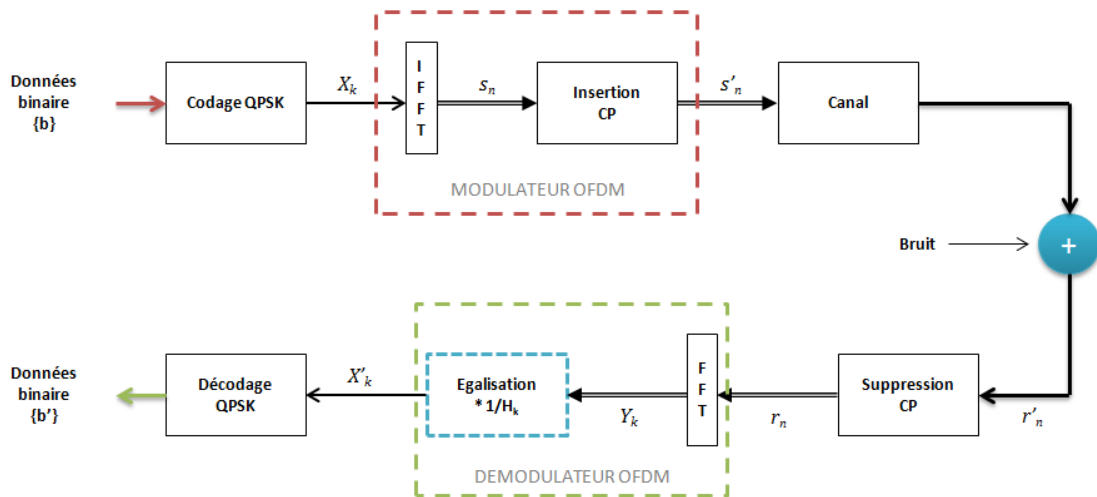 Données
binaire
{b}
Codage QPSK
X_k
I
F
F
T
s_n
Insertion
CP
s'_n
Canal
MODULATEUR OFDM
Bruit
+
Données
binaire
{b'}
Décodage
QPSK
X'_k
Egalisation
* 1/H_k
Y_k
F
F
T
r_n
Suppression
CP
r'_n
DEMODULATEUR OFDM